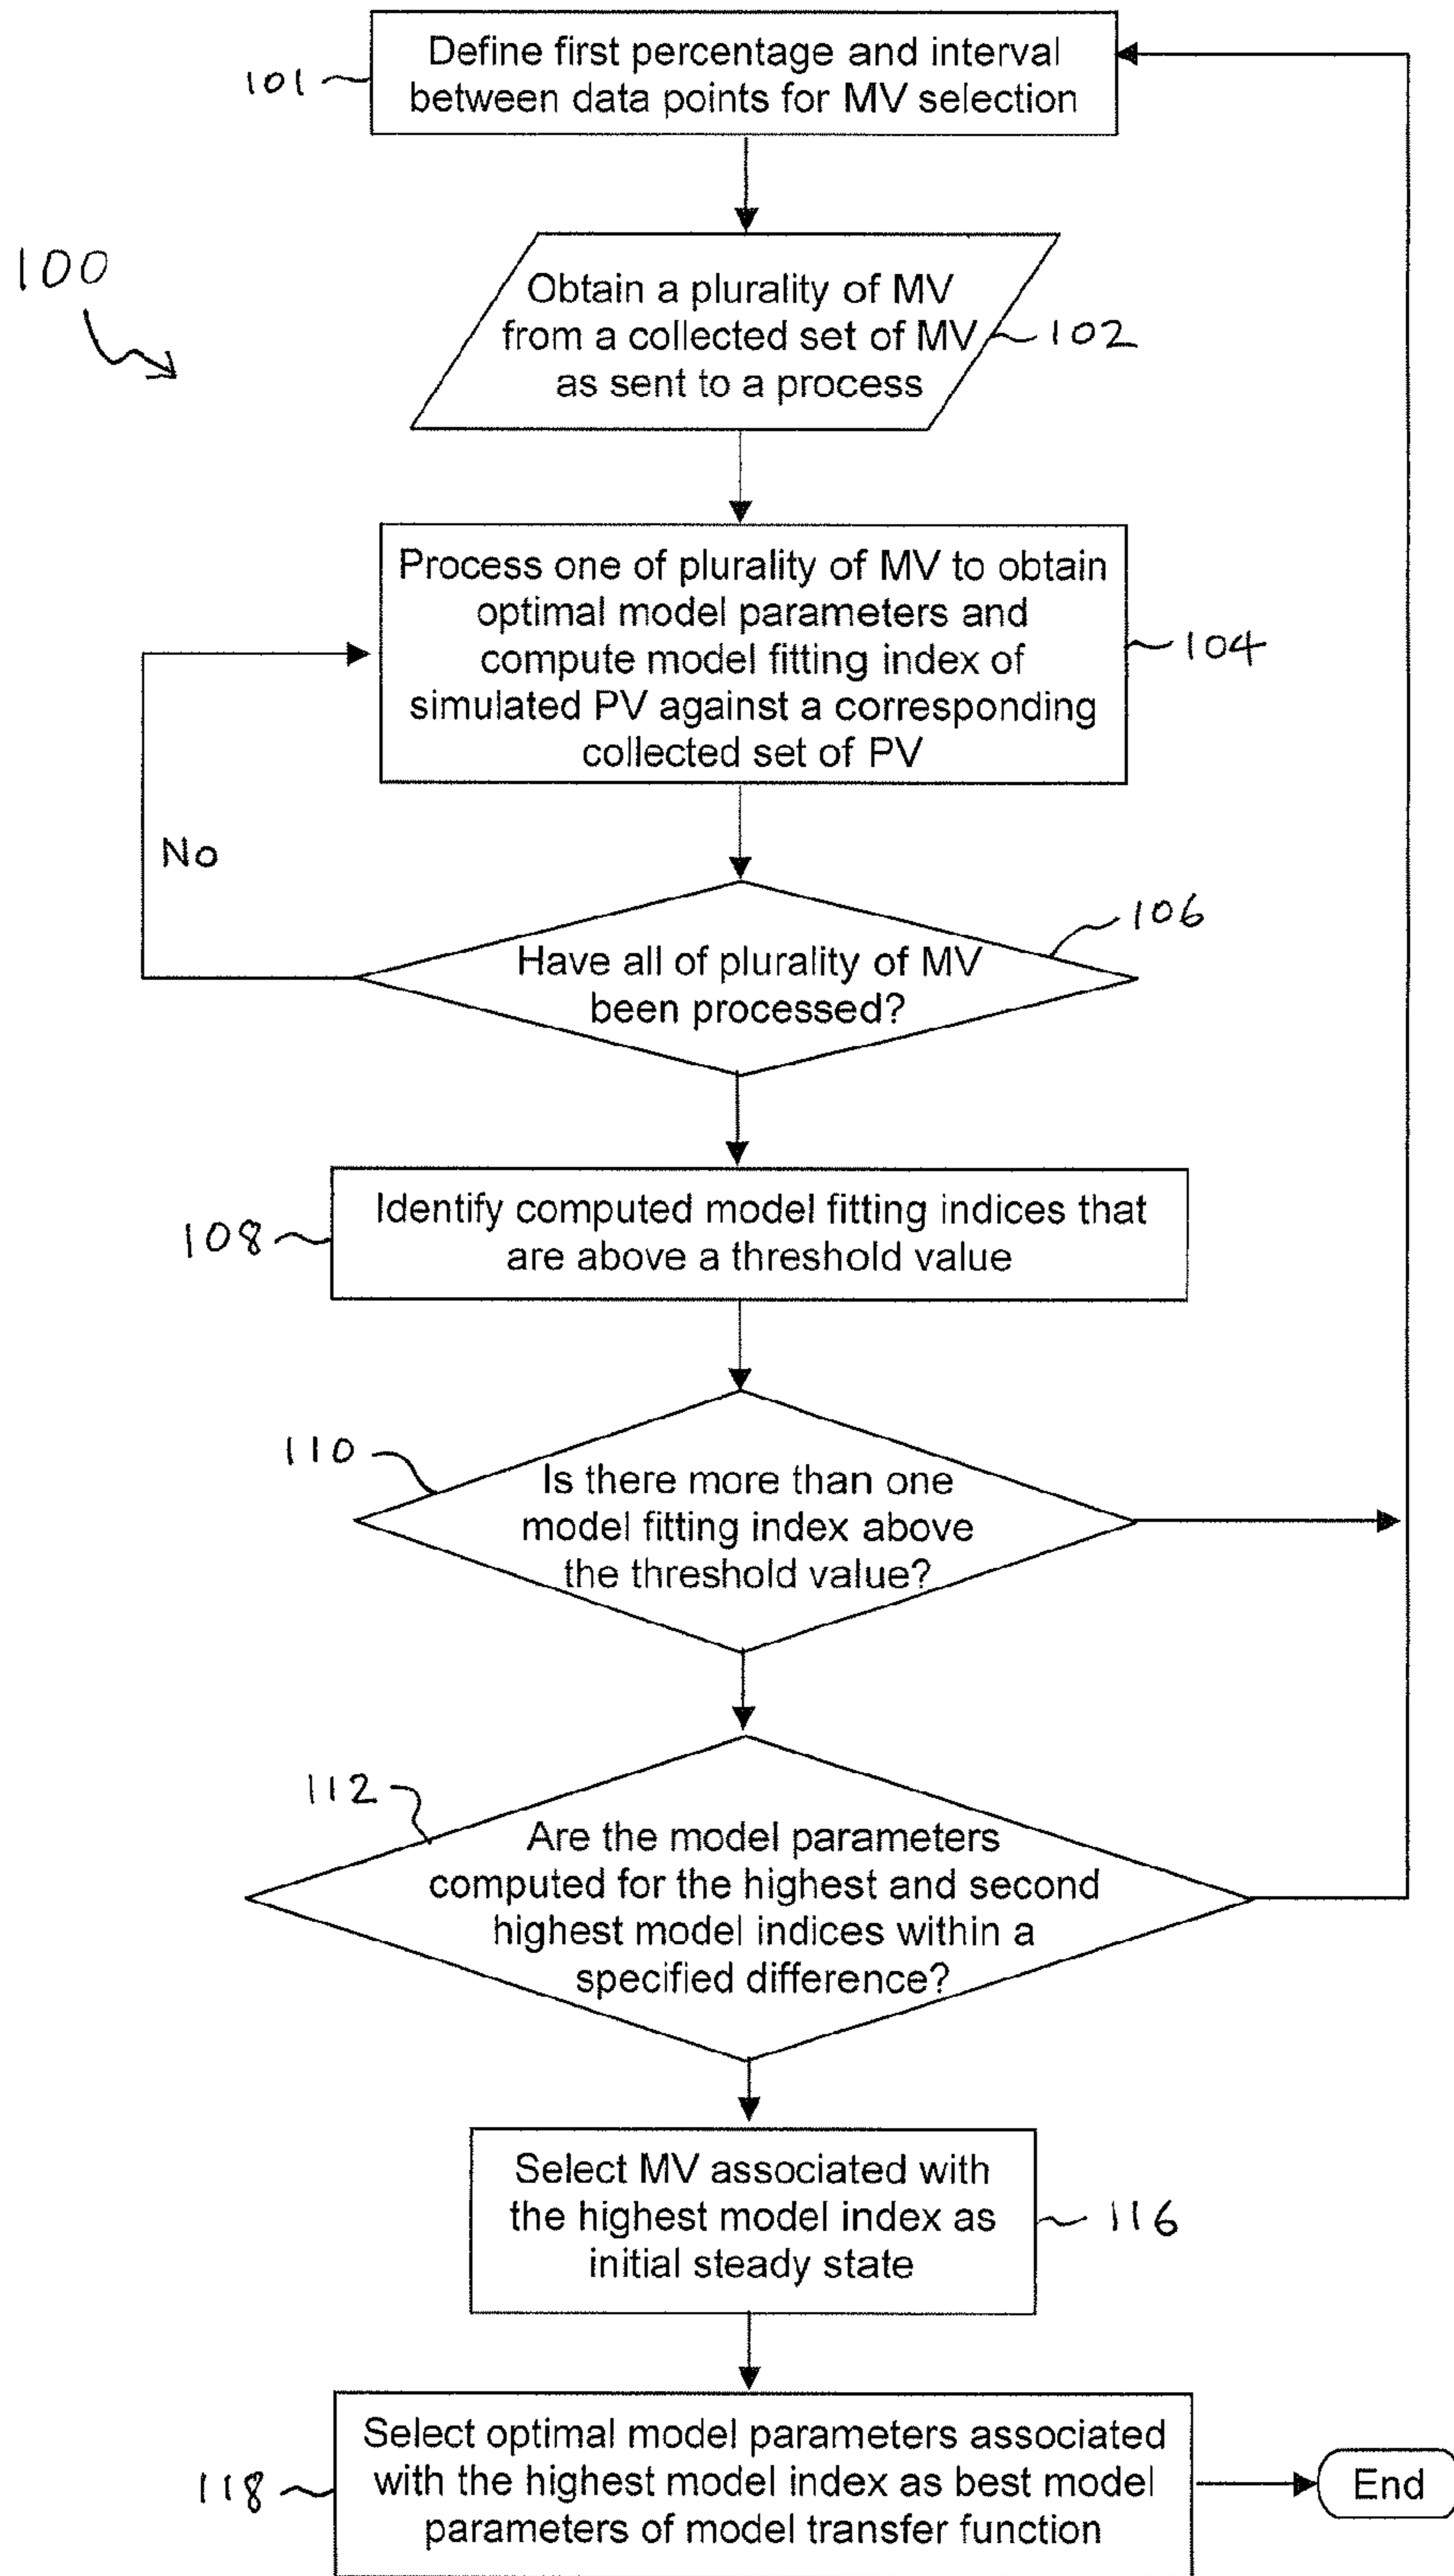 Define first percentage and interval
between data points for MV selection
101
100
Obtain a plurality of MV
from a collected set of MV
as sent to a process
102
Process one of plurality of MV to obtain
optimal model parameters and
compute model fitting index of
simulated PV against a corresponding
collected set of PV
104
No
106
Have all of plurality of MV
been processed?
108
Identify computed model fitting indices that
are above a threshold value
110
Is there more than one
model fitting index above
the threshold value?
112
Are the model parameters
computed for the highest and second
highest model indices within a
specified difference?
Select MV associated with
the highest model index as
initial steady state
116
Select optimal model parameters associated
with the highest model index as best model
parameters of model transfer function
118
End